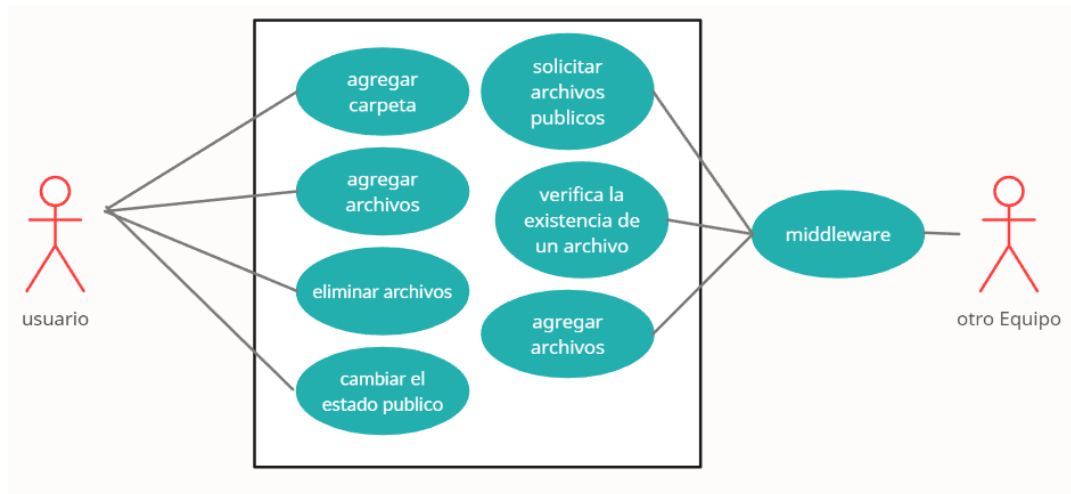 agregar
carpeta
agregar
archivos
eliminar archivos
cambiar el
estado publico
solicitar
archivos
publicos
verifica la
existencia de
un archivo
agregar
archivos
middleware
usuario
otro Equipo